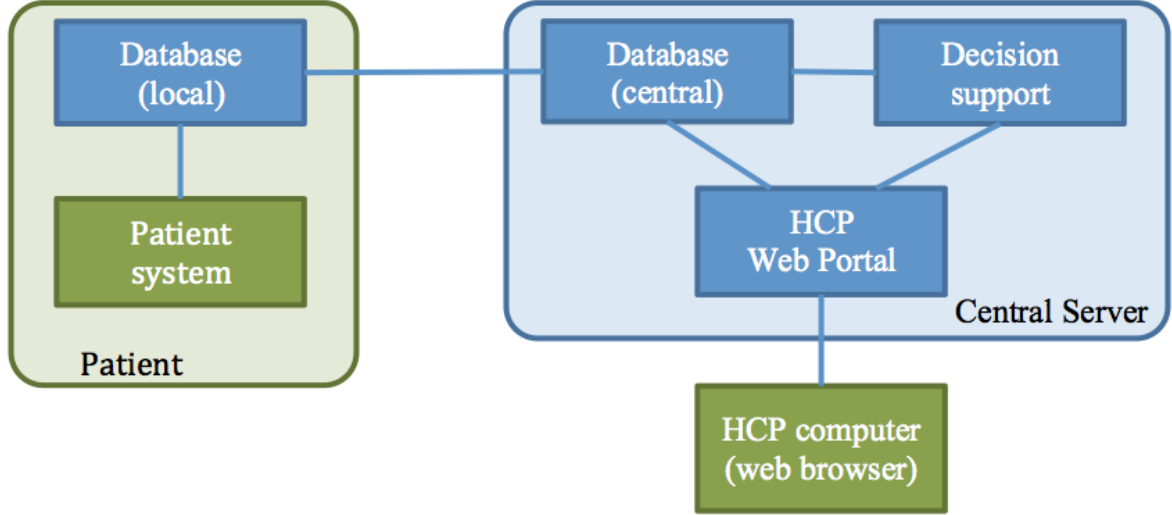 Database
(local)
Patient
system
Patient
Database
(central)
Decision
support
HCP
Web Portal
Central Server
HCP computer
(web browser)